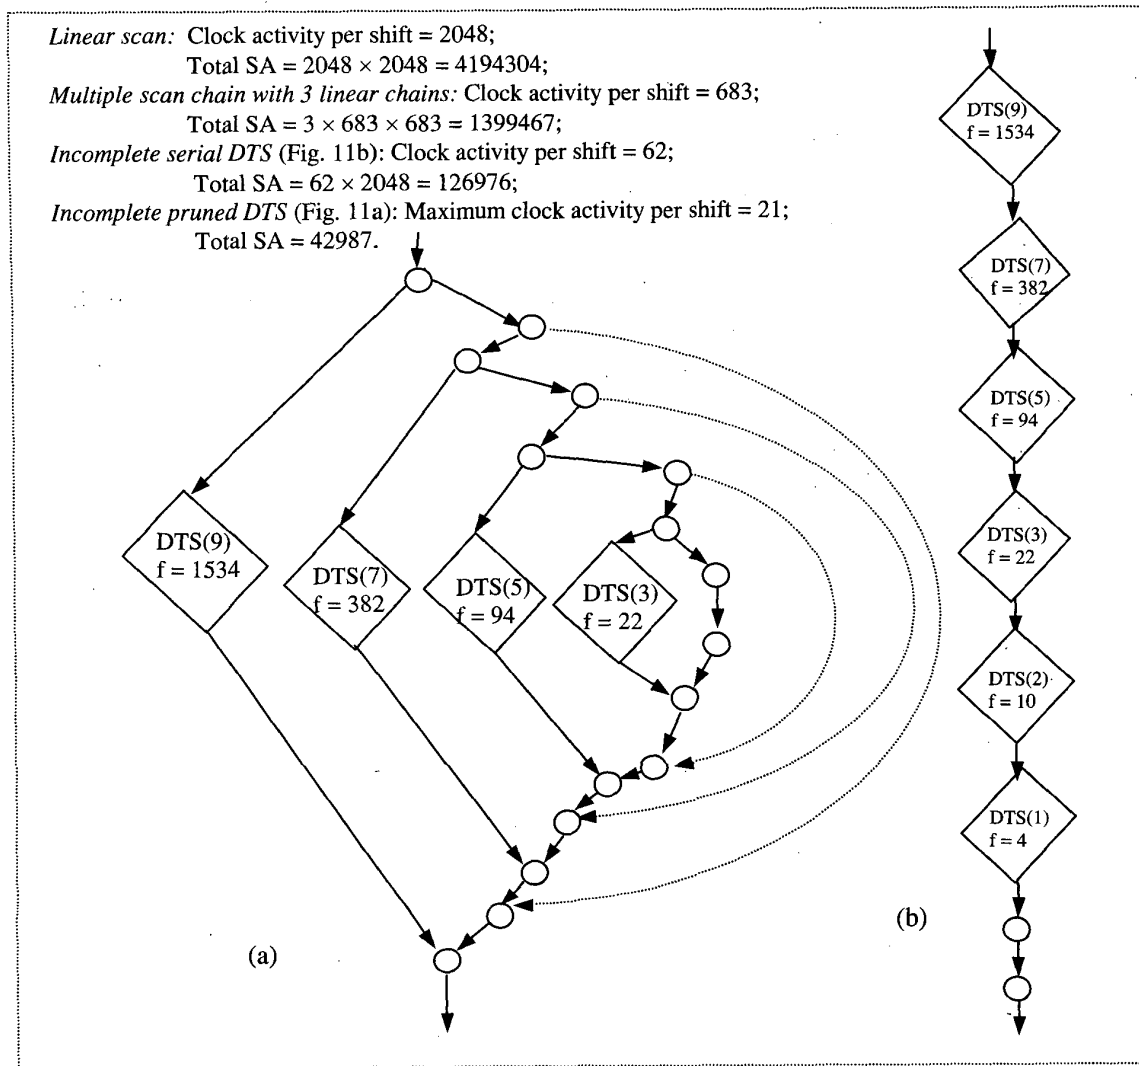 Linear scan: Clock activity per shift = 2048;
Total SA = 2048 × 2048 = 4194304;
Multiple scan chain with 3 linear chains: Clock activity per shift = 683;
Total SA = 3 × 683 × 683 = 1399467;
Incomplete serial DTS (Fig. 11b): Clock activity per shift = 62;
Total SA = 62 × 2048 = 126976;
Incomplete pruned DTS (Fig. 11a): Maximum clock activity per shift = 21;
Total SA = 42987.
DTS(9)
f = 1534
DTS(7)
f = 382
DTS(5)
f = 94
DTS(3)
f = 22
(a)
DTS(9)
f = 1534
DTS(7)
f = 382
DTS(5)
f = 94
DTS(3)
f = 22
DTS(2)
f = 10
DTS(1)
f = 4
(b)